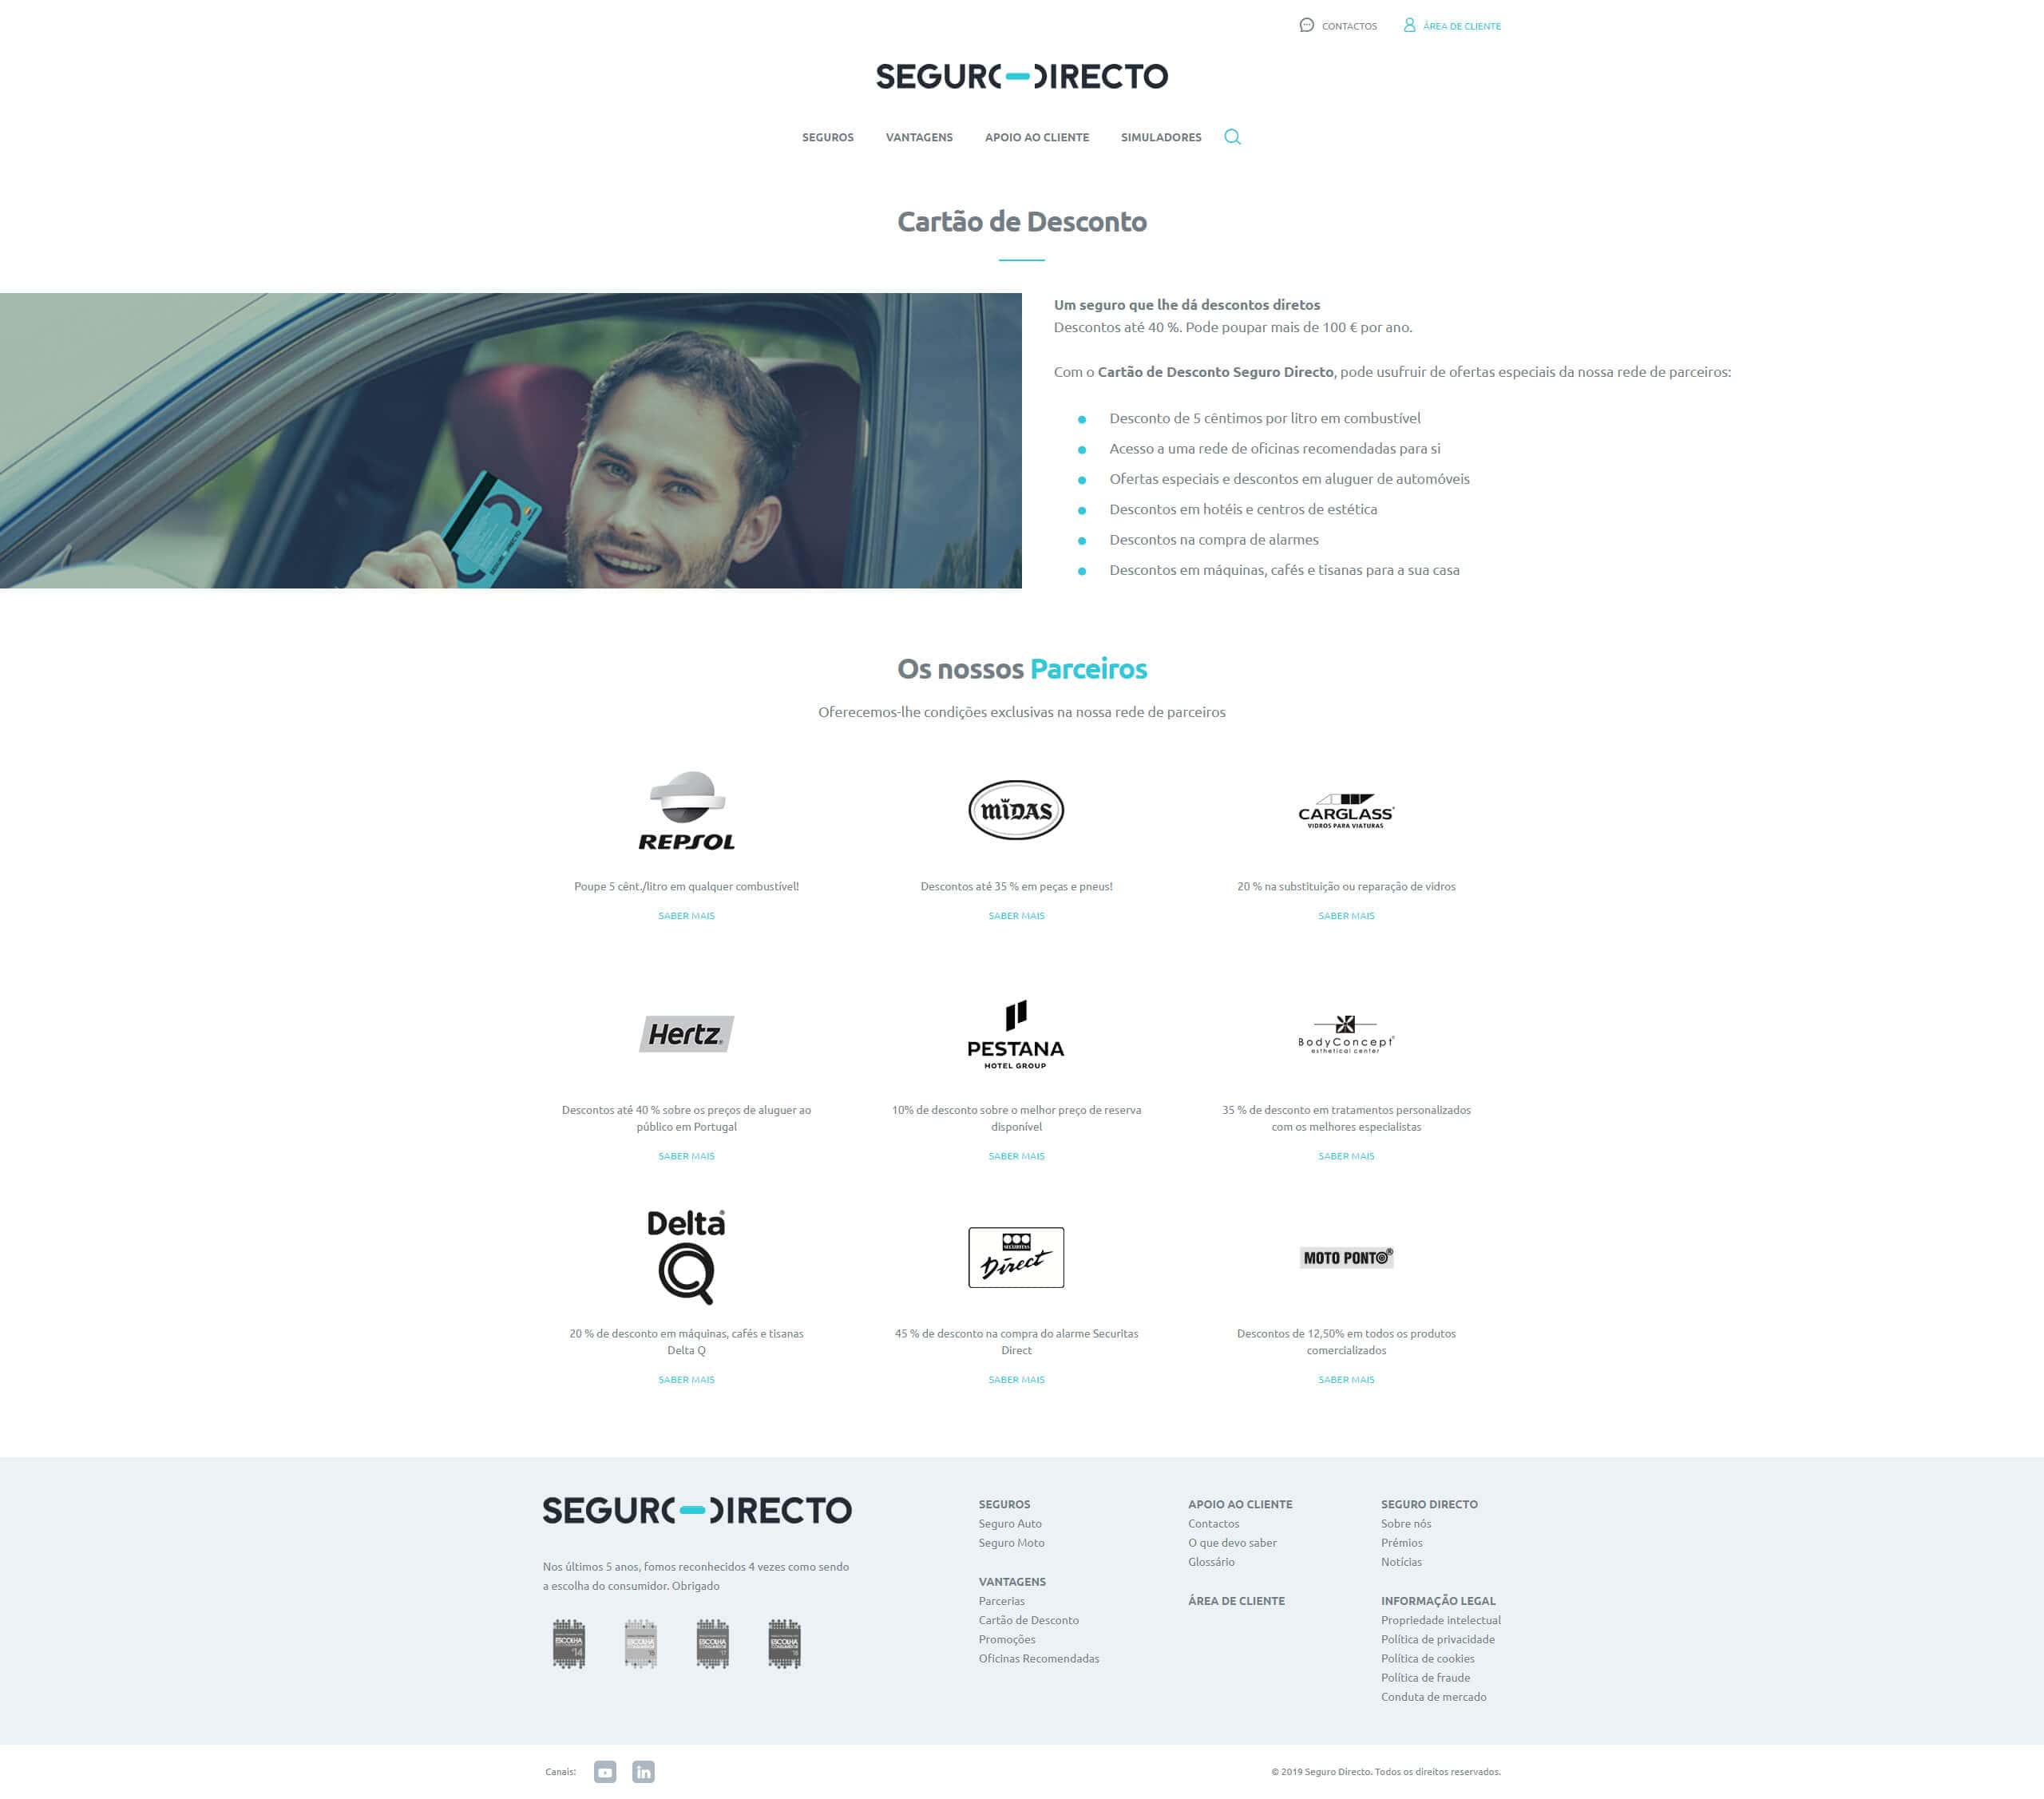 CONTACTOS
ÁREA DE CLIENTE
SEGURO DIRECTO
SEGUROS
VANTAGENS
APOIO AO CLIENTE
SIMULADORES
Cartão de Desconto
Um seguro que lhe dá descontos diretos
Descontos até 40 %. Pode poupar mais de 100 € por ano.
Com o Cartão de Desconto Seguro Directo, pode usufruir de ofertas especiais da nossa rede de parceiros:
Desconto de 5 cêntimos por litro em combustível
Acesso a uma rede de oficinas recomendadas para si
Ofertas especiais e descontos em aluguer de automóveis
Descontos em hotéis e centros de estética
Descontos na compra de alarmes
Descontos em máquinas, cafés e tisanas para a sua casa
Os nossos Parceiros
Oferecemos-lhe condições exclusivas na nossa rede de parceiros
REPSOL
Poupe 5 cênt./litro em qualquer combustível!
SABER MAIS
MIDAS
Descontos até 35 % em peças e pneus!
SABER MAIS
CARGLASS®
VIDROS PARA VIATURAS
20 % na substituição ou reparação de vidros
SABER MAIS
Hertz®
Descontos até 40 % sobre os preços de aluguer ao
público em Portugal
SABER MAIS
PESTANA
HOTEL GROUP
10% de desconto sobre o melhor preço de reserva
disponível
SABER MAIS
BodyConcept®
esthetical center
35 % de desconto em tratamentos personalizados
com os melhores especialistas
SABER MAIS
Delta®
Q
20 % de desconto em máquinas, cafés e tisanas
Delta Q
SABER MAIS
SECURITAS
Direct
45 % de desconto na compra do alarme Securitas
Direct
SABER MAIS
MOTO PONTO®
Descontos de 12,50% em todos os produtos
comercializados
SABER MAIS
SEGURO DIRECTO
Nos últimos 5 anos, fomos reconhecidos 4 vezes como sendo
a escolha do consumidor. Obrigado
ESCOLHA
CONSUMIDOR
'14
ESCOLHA
CONSUMIDOR
ESCOLHA
CONSUMIDOR
ESCOLHA
CONSUMIDOR
SEGUROS
Seguro Auto
Seguro Moto
VANTAGENS
Parcerias
Cartão de Desconto
Promoções
Oficinas Recomendadas
APOIO AO CLIENTE
Contactos
O que devo saber
Glossário
ÁREA DE CLIENTE
SEGURO DIRECTO
Sobre nós
Prémios
Notícias
INFORMAÇÃO LEGAL
Propriedade intelectual
Política de privacidade
Política de cookies
Política de fraude
Conduta de mercado
Canais:
in
© 2019 Seguro Directo. Todos os direitos reservados.